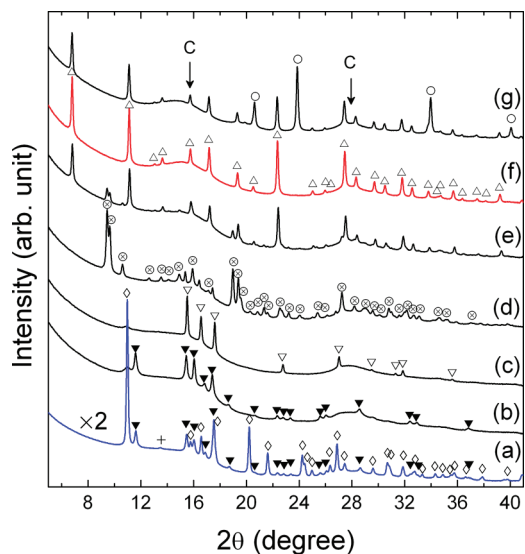 C
C
(g)
(f)
(e)
(d)
(c)
(b)
×2
(a)
Intensity (arb. unit)
8 12 16 20 24 28 32 36 40
2θ (degree)